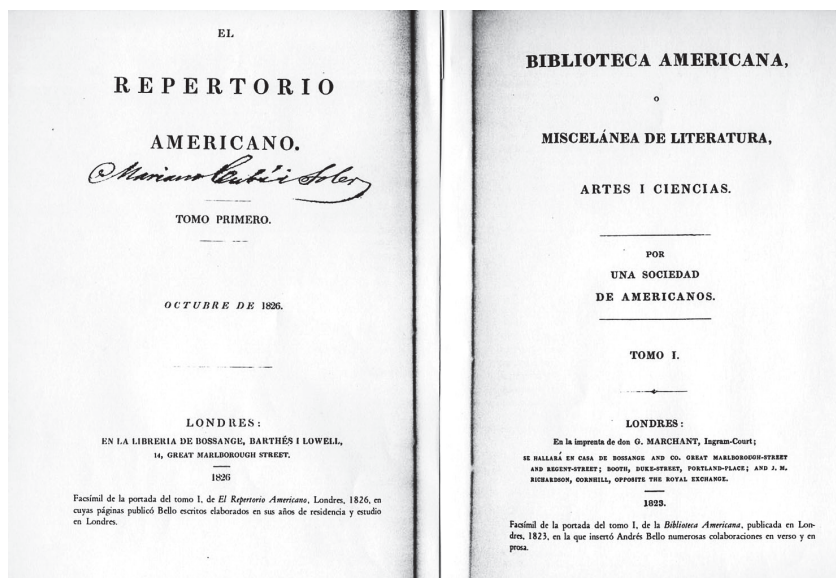 EL
REPERTORIO
AMERICANO.
Mariano Cubí i Soler
TOMO PRIMERO.
OCTUBRE DE 1826.
LONDRES:
EN LA LIBRERIA DE BOSSANGE, BARTHÉS I LOWELL,
14, GREAT MARLBOROUGH STREET.
1826
Facsímil de la portada del tomo I, de El Repertorio Americano, Londres, 1826, en
cuyas páginas publicó Bello escritos elaborados en sus años de residencia y estudio
en Londres.
BIBLIOTECA AMERICANA,
O
MISCELÁNEA DE LITERATURA,
ARTES I CIENCIAS.
POR
UNA SOCIEDAD
DE AMERICANOS.
TOMO I.
LONDRES:
En la imprenta de don G. MARCHANT, Ingram-Court;
SE HALLARÁ EN CASA DE BOSSANGE AND CO. GREAT MARLBOROUGH-STREET
AND REGENT-STREET; BOOTH, DUKE-STREET, PORTLAND-PLACE; AND J. M.
RICHARDSON, CORNHILL, OPPOSITE THE ROYAL EXCHANGE.
1823.
Facsímil de la portada del tomo I, de la Biblioteca Americana, publicada en Lon-
dres, 1823, en la que insertó Andrés Bello numerosas colaboraciones en verso y en
prosa.